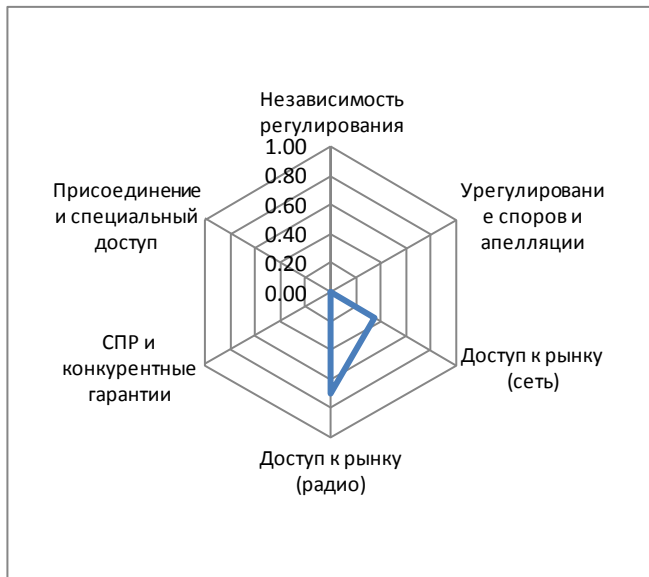 Независимость
регулирования
1.00
0.80
0.60
0.40
0.20
0.00
Урегулировани
е споров и
апелляции
Доступ к рынку
(сеть)
Доступ к рынку
(радио)
СПР и
конкурентные
гарантии
Присоединение
и специальный
доступ